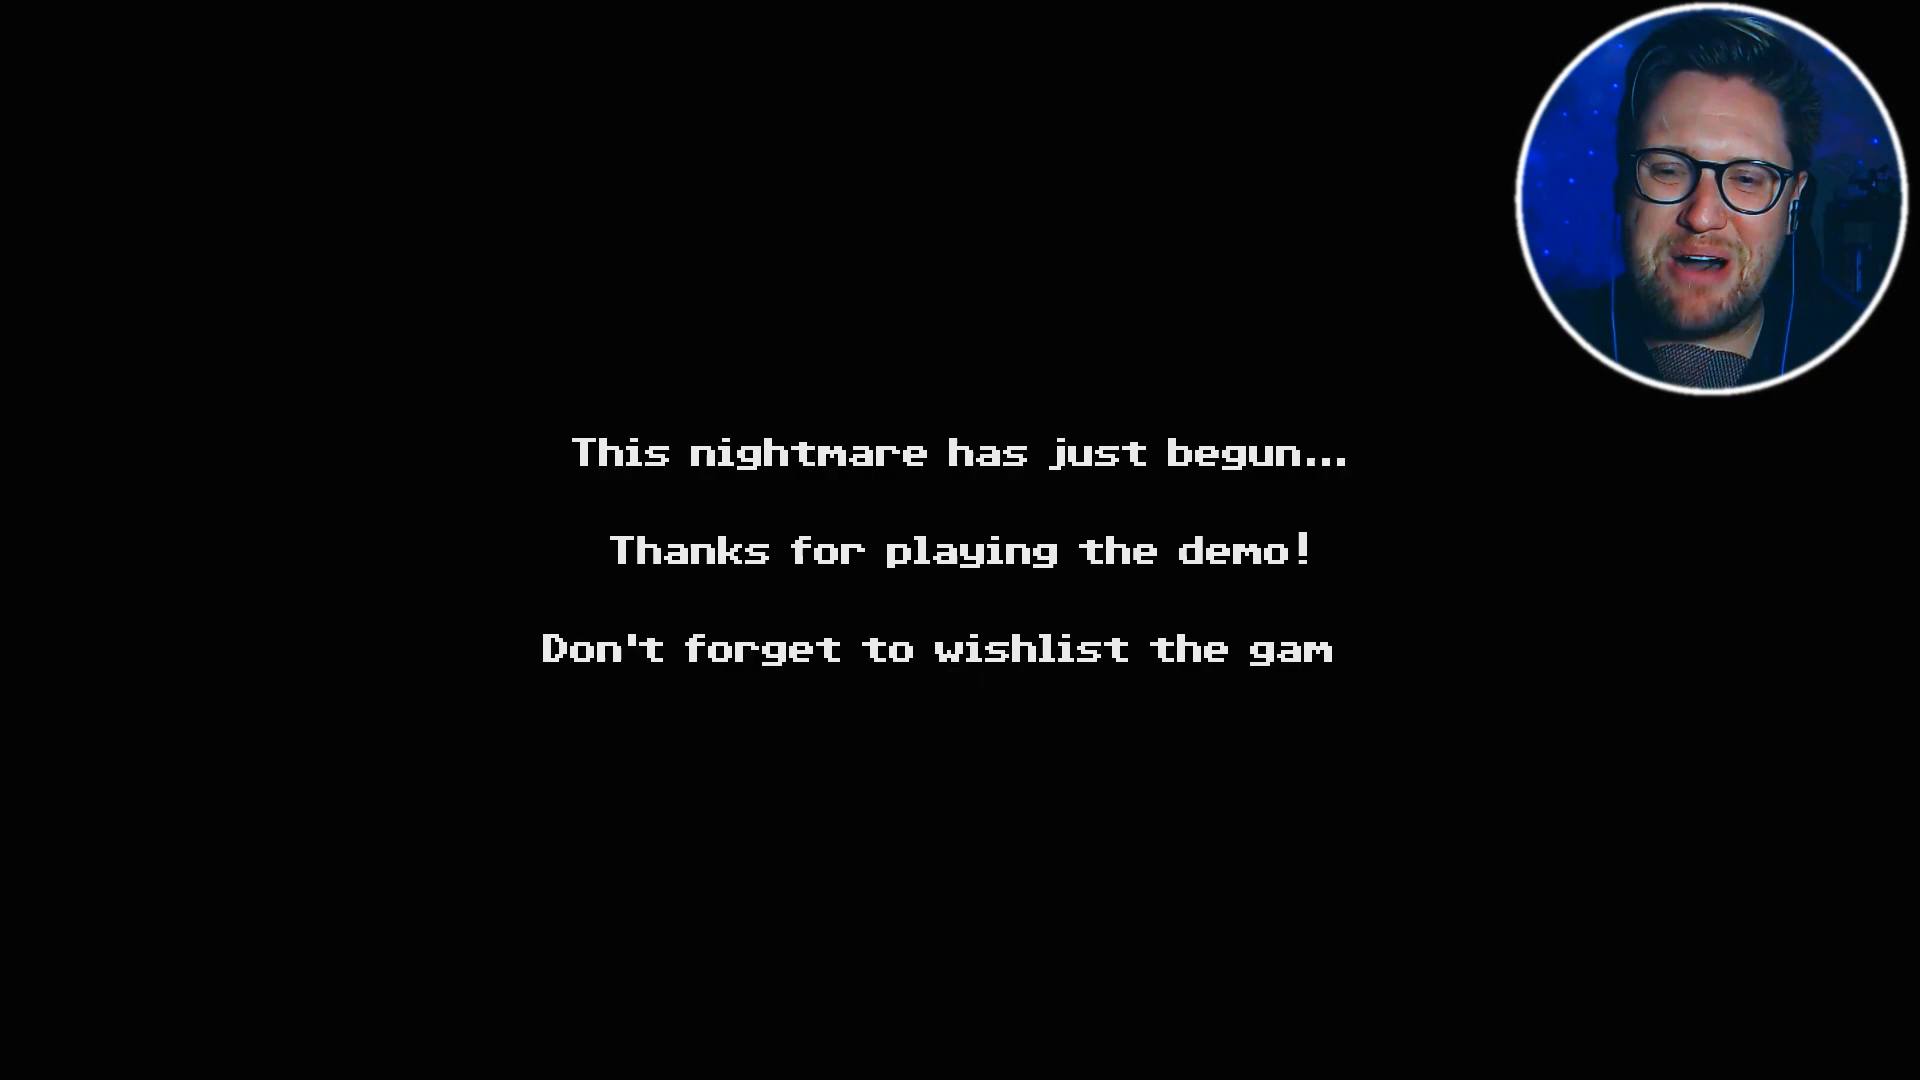 This nightmare has just begun...
Thanks for playing the demo!
Don't forget to wishlist the gam